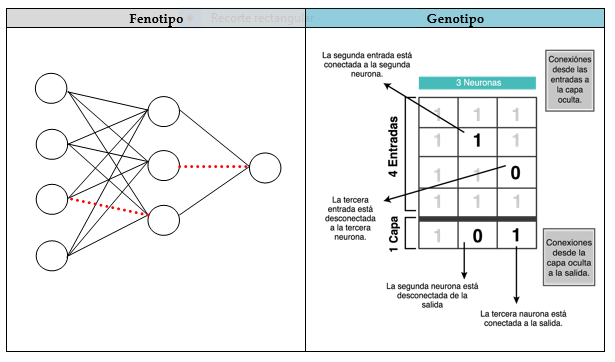 Fenotipo
Recorte rectangular
Genotipo
La segunda entrada está
conectada a la segunda
neurona.
Conexiónes
desde las
entradas a
la capa
oculta.
3 Neuronas
4 Entradas
1 1 1
1 1 1
1 1 0
1 1 1
La tercera
entrada está
desconectada
a la tercera
neurona.
1 Capa
1 0 1
Conexiones
desde la
capa oculta
a la salida.
La segunda neurona está
desconectada de la
salida
La tercera naurona está
conectada a la salida.